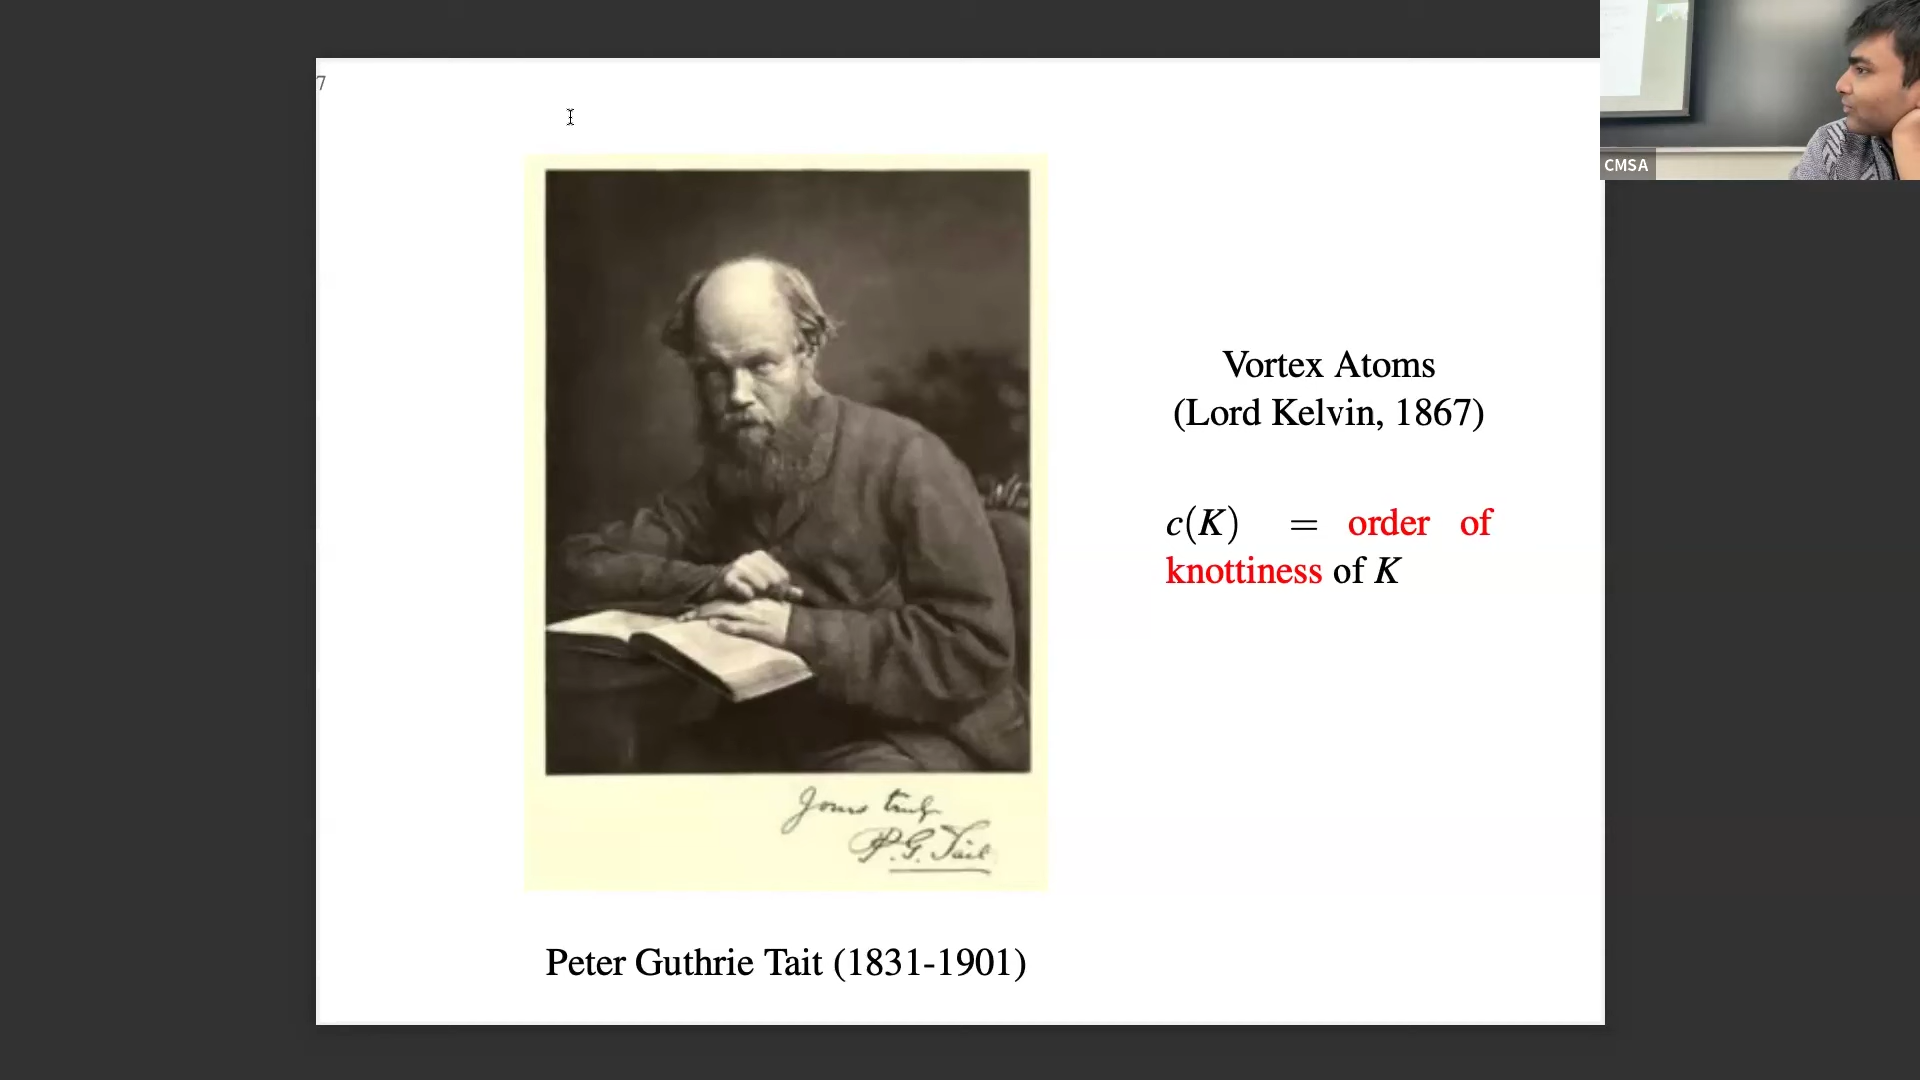 7
CMSA
Vortex Atoms
(Lord Kelvin, 1867)
c(K) = order of
knottiness of K
Yours truly
P. G. Tait
Peter Guthrie Tait (1831-1901)